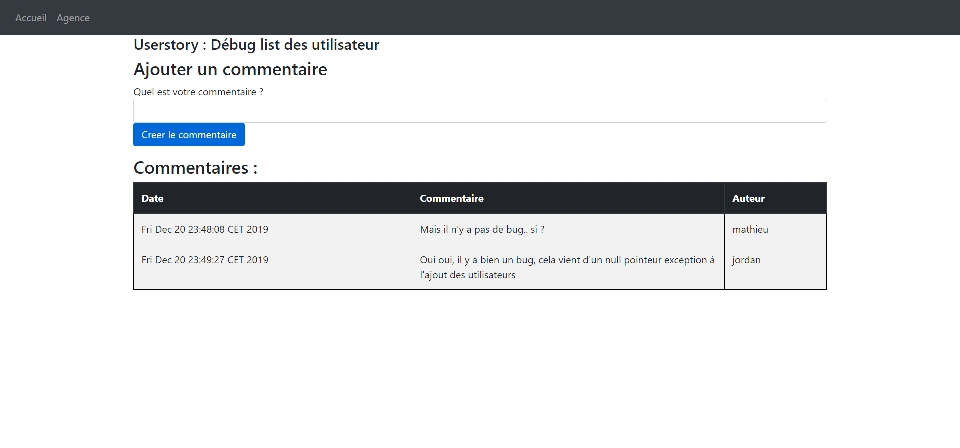 Accueil Agence
Userstory : Débug list des utilisateur
Ajouter un commentaire
Quel est votre commentaire ?
Creer le commentaire
Commentaires :
Date Commentaire Auteur
Fri Dec 20 23:48:08 CET 2019 Mais il n'y a pas de bug.. si ? mathieu
Fri Dec 20 23:49:27 CET 2019 Oui oui, il y a bien un bug, cela vient d'un null pointeur exception à jordan
l'ajout des utilisateurs